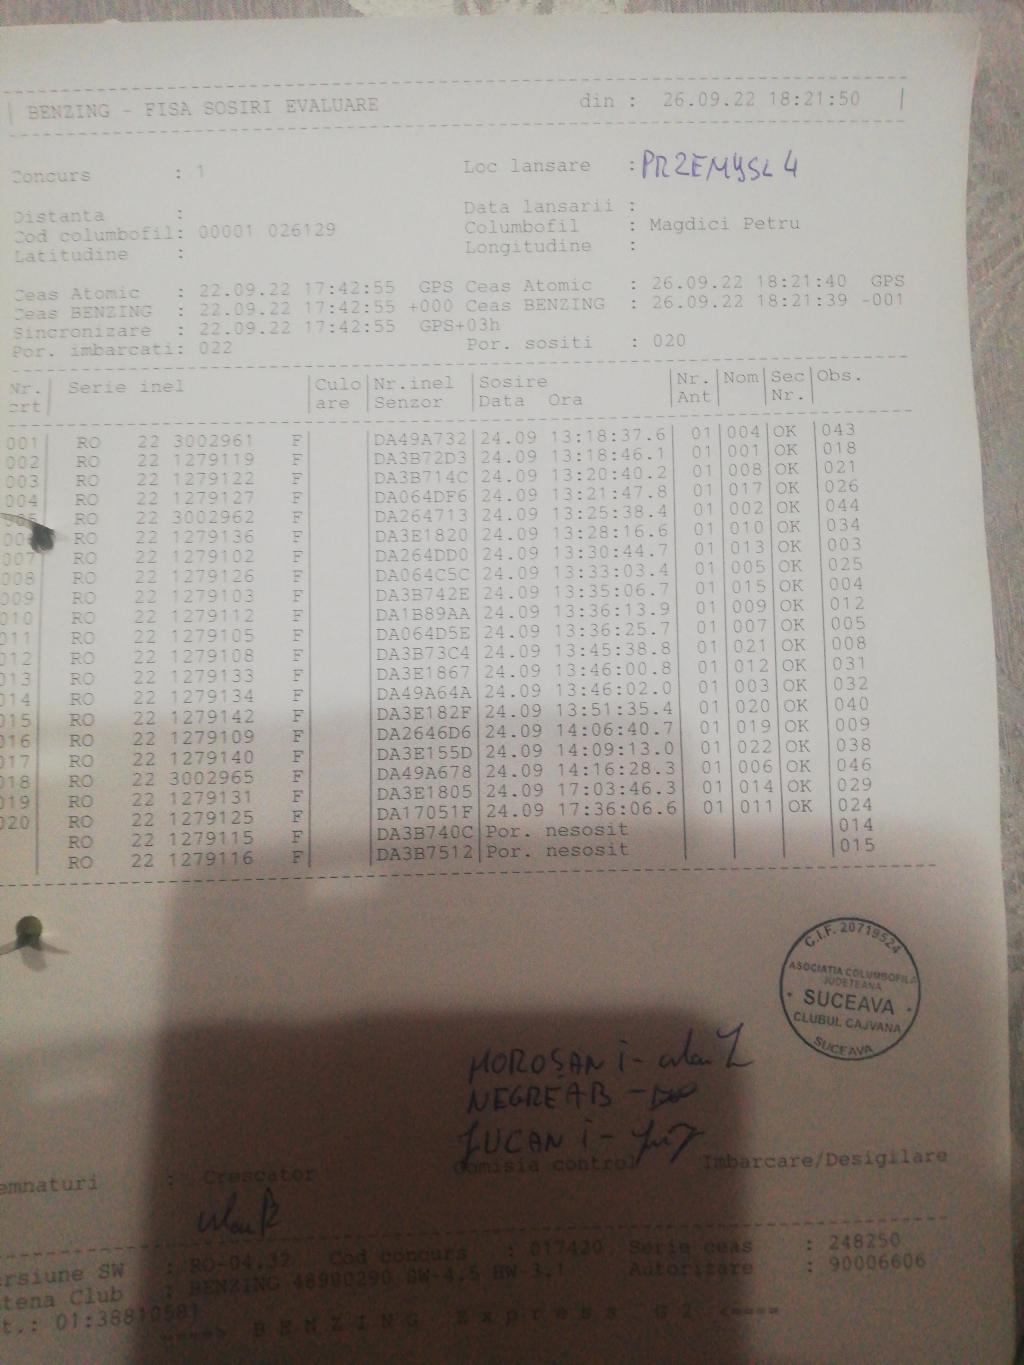 BENZING - FISA SOSIRI EVALUARE din : 26.09.22 18:21:50
Concurs : 1 Loc lansare : PRZEMYSL 4
Distanta : Data lansarii :
Cod columbofil: 00001 026129 Columbofil : Magdici Petru
Latitudine : Longitudine :
Ceas Atomic : 22.09.22 17:42:55 GPS Ceas Atomic : 26.09.22 18:21:40 GPS
Ceas BENZING : 22.09.22 17:42:55 +000 Ceas BENZING : 26.09.22 18:21:39 -001
Sincronizare : 22.09.22 17:42:55 GPS+03h
Por. imbarcati: 022 Por. sositi : 020
Nr. Serie inel Culo Nr.inel Sosire Nr. Nom Sec Obs.
crt are Senzor Data Ora Ant Nr.
001 RO 22 3002961 F DA49A732 24.09 13:18:37.6 01 004 OK 043
002 RO 22 1279119 F DA3B72D3 24.09 13:18:46.1 01 001 OK 018
003 RO 22 1279122 F DA3B714C 24.09 13:20:40.2 01 008 OK 021
004 RO 22 1279127 F DA064DF6 24.09 13:21:47.8 01 017 OK 026
005 RO 22 3002962 F DA264713 24.09 13:25:38.4 01 002 OK 044
006 RO 22 1279136 F DA3E1820 24.09 13:28:16.6 01 010 OK 034
007 RO 22 1279102 F DA264DD0 24.09 13:30:44.7 01 013 OK 003
008 RO 22 1279126 F DA064C5C 24.09 13:33:03.4 01 005 OK 025
009 RO 22 1279103 F DA3B742E 24.09 13:35:06.7 01 015 OK 004
010 RO 22 1279112 F DA1B89AA 24.09 13:36:13.9 01 009 OK 012
011 RO 22 1279105 F DA064D5E 24.09 13:36:25.7 01 007 OK 005
012 RO 22 1279108 F DA3B73C4 24.09 13:45:38.8 01 021 OK 008
013 RO 22 1279133 F DA3E1867 24.09 13:46:00.8 01 012 OK 031
014 RO 22 1279134 F DA49A64A 24.09 13:46:02.0 01 003 OK 032
015 RO 22 1279142 F DA3E182F 24.09 13:51:35.4 01 020 OK 040
016 RO 22 1279109 F DA2646D6 24.09 14:06:40.7 01 019 OK 009
017 RO 22 1279140 F DA3E155D 24.09 14:09:13.0 01 022 OK 038
018 RO 22 3002965 F DA49A678 24.09 14:16:28.3 01 006 OK 046
019 RO 22 1279131 F DA3E1805 24.09 17:03:46.3 01 014 OK 029
020 RO 22 1279125 F DA17051F 24.09 17:36:06.6 01 011 OK 024
RO 22 1279115 F DA3B740C Por. nesosit 014
RO 22 1279116 F DA3B7512 Por. nesosit 015
C.I.F. 20719524
ASOCIATIA COLUMBOFILA
JUDETEANA
SUCEAVA
CLUBUL CAJVANA
SUCEAVA
MOROȘAN i-
NEGREA B -
JUCAN i-
emnaturi : Crescator Comisia control Imbarcare/Desigilare
ersiune SW : RO-04.32 Cod concurs : 017420 Serie ceas : 248250
tena Club : BENZING 48900290 SW-4.5 HW-3.1 Autoritare : 90006606
t.: 01:38810581
====> BENZING Express G2 <====